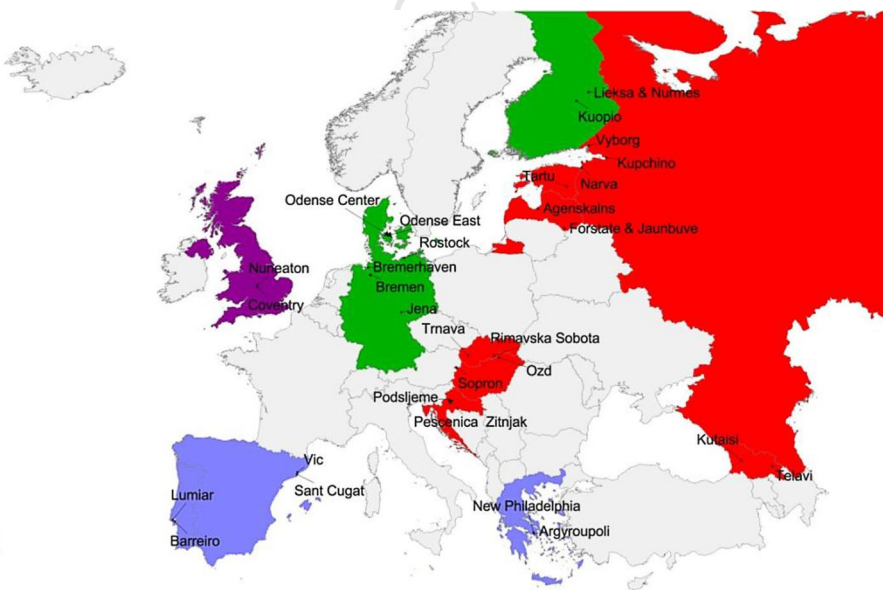 Lieksa & Nurmes
Kuopio
Vyborg
Kupchino
Tartu
Narva
Odense Center
Agenskains
Odense East
Forstate & Jaunbuve
Rostock
Nuneaton
Bremerhaven
Bremen
Coventry
Jena
Trnava
Rimavska Sobota
Ozd
Sopron
Podsljeme
Pescenica Zitnjak
Kutaisi
Vic
Telavi
Sant Cugat
Lumiar
New Philadelphia
Argyroupoli
Barreiro